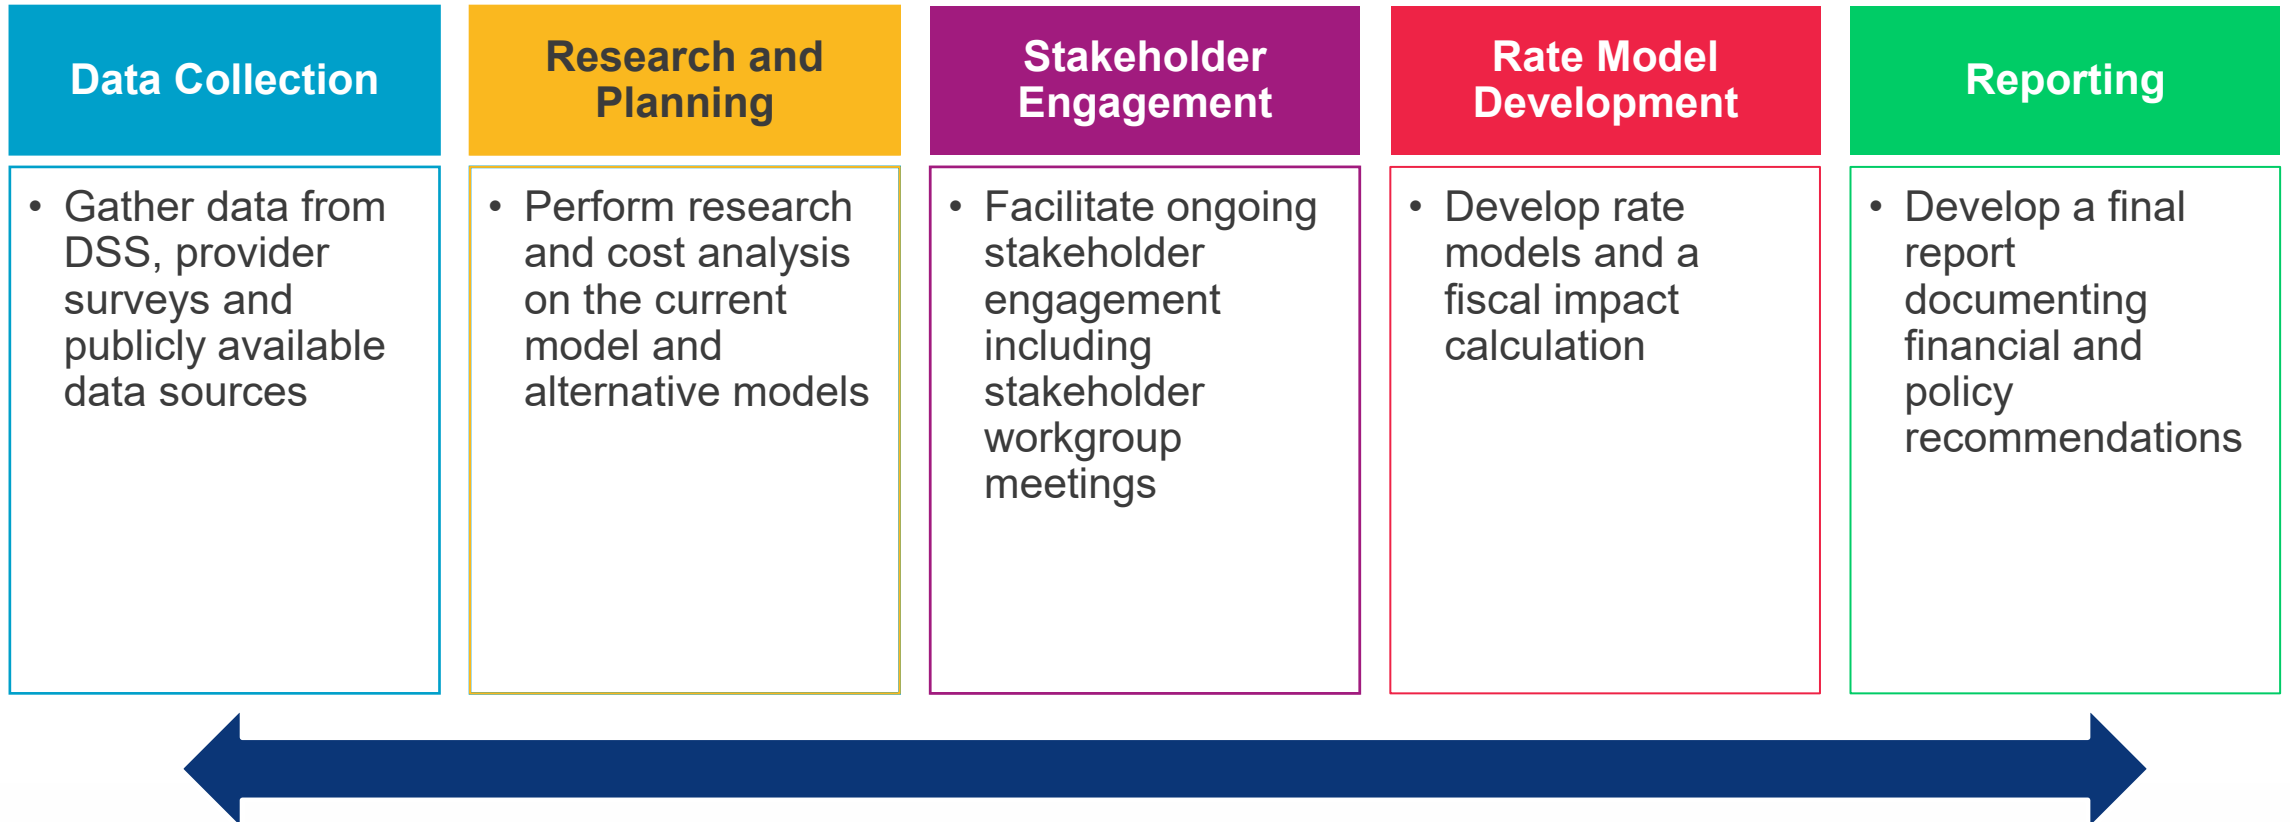 Data Collection
• Gather data from
DSS, provider
surveys and
publicly available
data sources
Research and
Planning
• Perform research
and cost analysis
on the current
model and
alternative models
Stakeholder
Engagement
• Facilitate ongoing
stakeholder
engagement
including
stakeholder
workgroup
meetings
Rate Model
Development
• Develop rate
models and a
fiscal impact
calculation
Reporting
• Develop a final
report
documenting
financial and
policy
recommendations